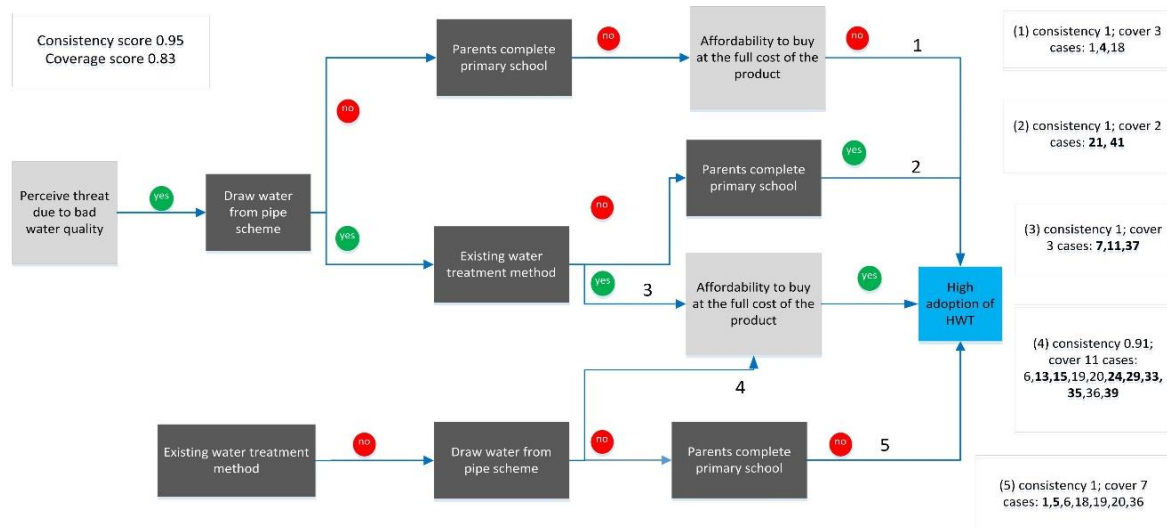 Consistency score 0.95
Coverage score 0.83
Parents complete
primary school
no
Affordability to buy
at the full cost of the
product
no
1
(1) consistency 1; cover 3
cases: 1,4,18
no
Perceive threat
due to bad
water quality
yes
Draw water
from pipe
scheme
yes
no
Parents complete
primary school
yes
2
(2) consistency 1; cover 2
cases: 21, 41
Existing water
treatment method
yes
3
Affordability to buy
at the full cost of the
product
yes
High
adoption of
HWT
(3) consistency 1; cover
3 cases: 7,11,37
4
(4) consistency 0.91;
cover 11 cases:
6,13,15,19,20,24,29,33,
35,36,39
Existing water treatment
method
no
Draw water from
pipe scheme
no
Parents complete
primary school
no
5
(5) consistency 1; cover 7
cases: 1,5,6,18,19,20,36